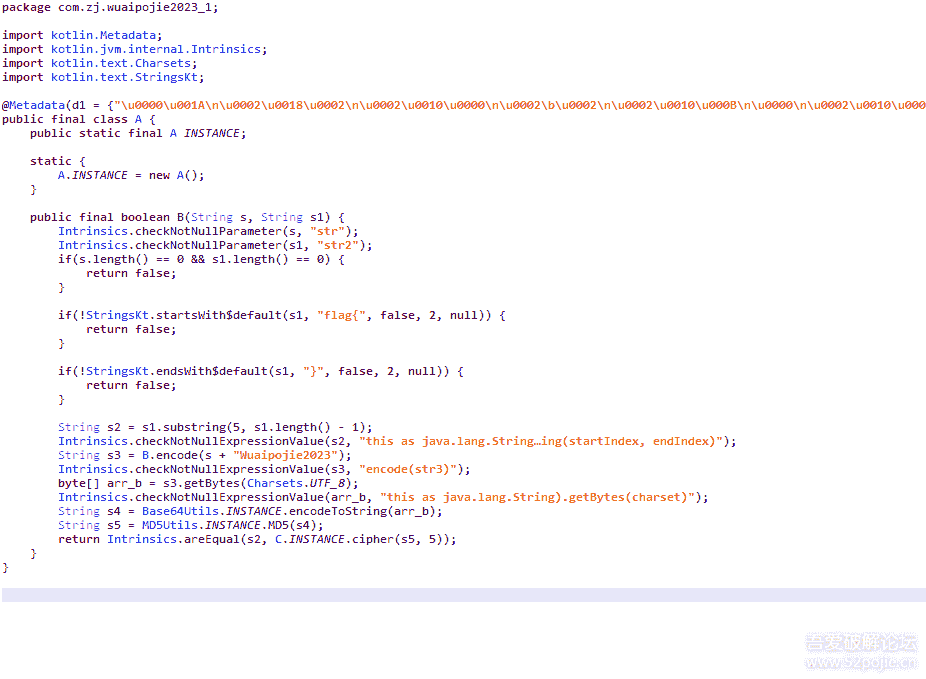 package com.zj.wuaipojie2023_1;
import kotlin.Metadata;
import kotlin.jvm.internal.Intrinsics;
import kotlin.text.Charsets;
import kotlin.text.StringsKt;
@Metadata(d1 = {"\u0000\u001A\n\u0002\u0018\u0002\n\u0002\u0010\u0000\n\u0002\b\u0002\n\u0002\u0010\u000B\n\u0000\n\u0002\u0010\u000
public final class A {
    public static final A INSTANCE;
    static {
        A.INSTANCE = new A();
    }
    public final boolean B(String s, String s1) {
        Intrinsics.checkNotNullParameter(s, "str");
        Intrinsics.checkNotNullParameter(s1, "str2");
        if(s.length() == 0 && s1.length() == 0) {
            return false;
        }
        if(!StringsKt.startsWith$default(s1, "flag{", false, 2, null)) {
            return false;
        }
        if(!StringsKt.endsWith$default(s1, "}", false, 2, null)) {
            return false;
        }
        String s2 = s1.substring(5, s1.length() - 1);
        Intrinsics.checkNotNullExpressionValue(s2, "this as java.lang.String…ing(startIndex, endIndex)");
        String s3 = B.encode(s + "Wuaipojie2023");
        Intrinsics.checkNotNullExpressionValue(s3, "encode(str3)");
        byte[] arr_b = s3.getBytes(Charsets.UTF_8);
        Intrinsics.checkNotNullExpressionValue(arr_b, "this as java.lang.String).getBytes(charset)");
        String s4 = Base64Utils.INSTANCE.encodeToString(arr_b);
        String s5 = MD5Utils.INSTANCE.MD5(s4);
        return Intrinsics.areEqual(s2, C.INSTANCE.cipher(s5, 5));
    }
}
吾爱破解论坛
www.52pojie.cn